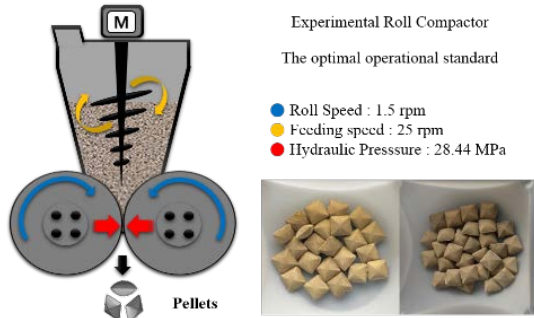 M
Experimental Roll Compactor
The optimal operational standard
Roll Speed : 1.5 rpm
Feeding speed : 25 rpm
Hydraulic Presssure : 28.44 MPa
Pellets